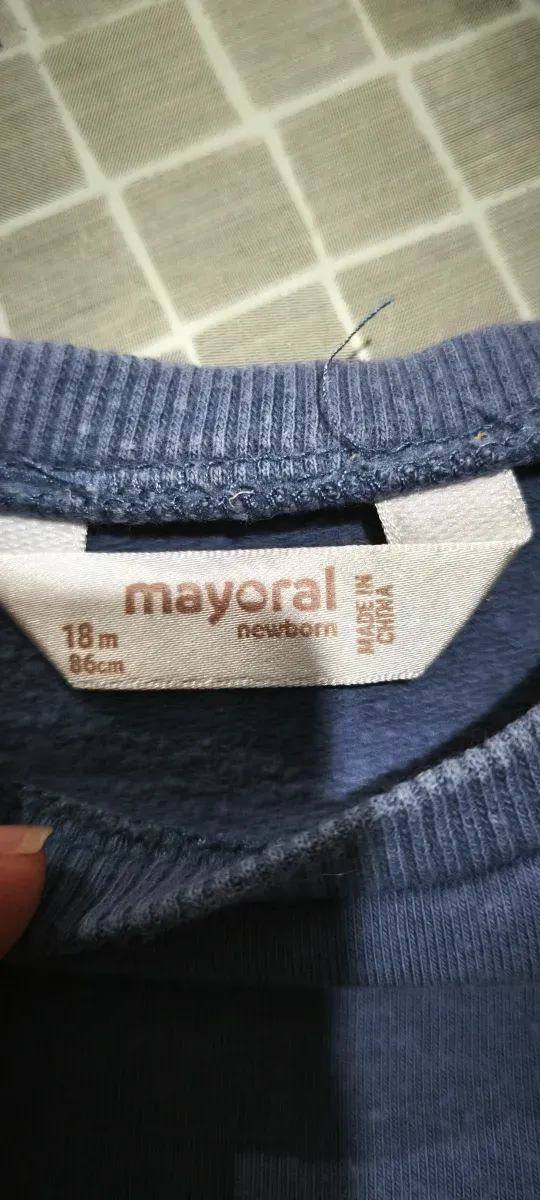 mayoral
newborn
18 m
86cm
MADE IN
CHINA